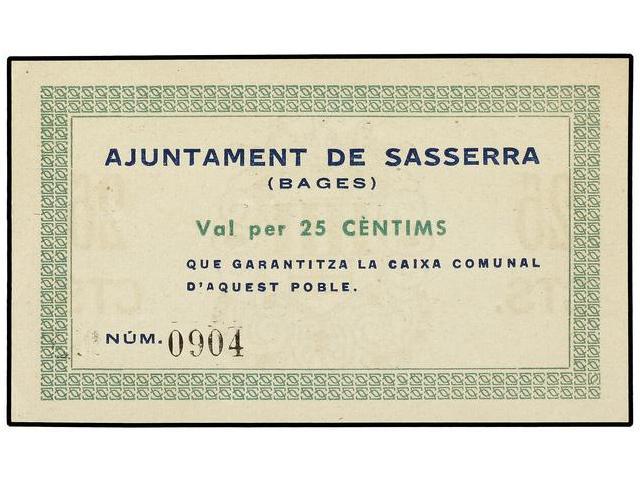 AJUNTAMENT DE SASSERRA
(BAGES)
Val per 25 CÈNTIMS
QUE GARANTITZA LA CAIXA COMUNAL
D'AQUEST POBLE.
NÚM. 0904